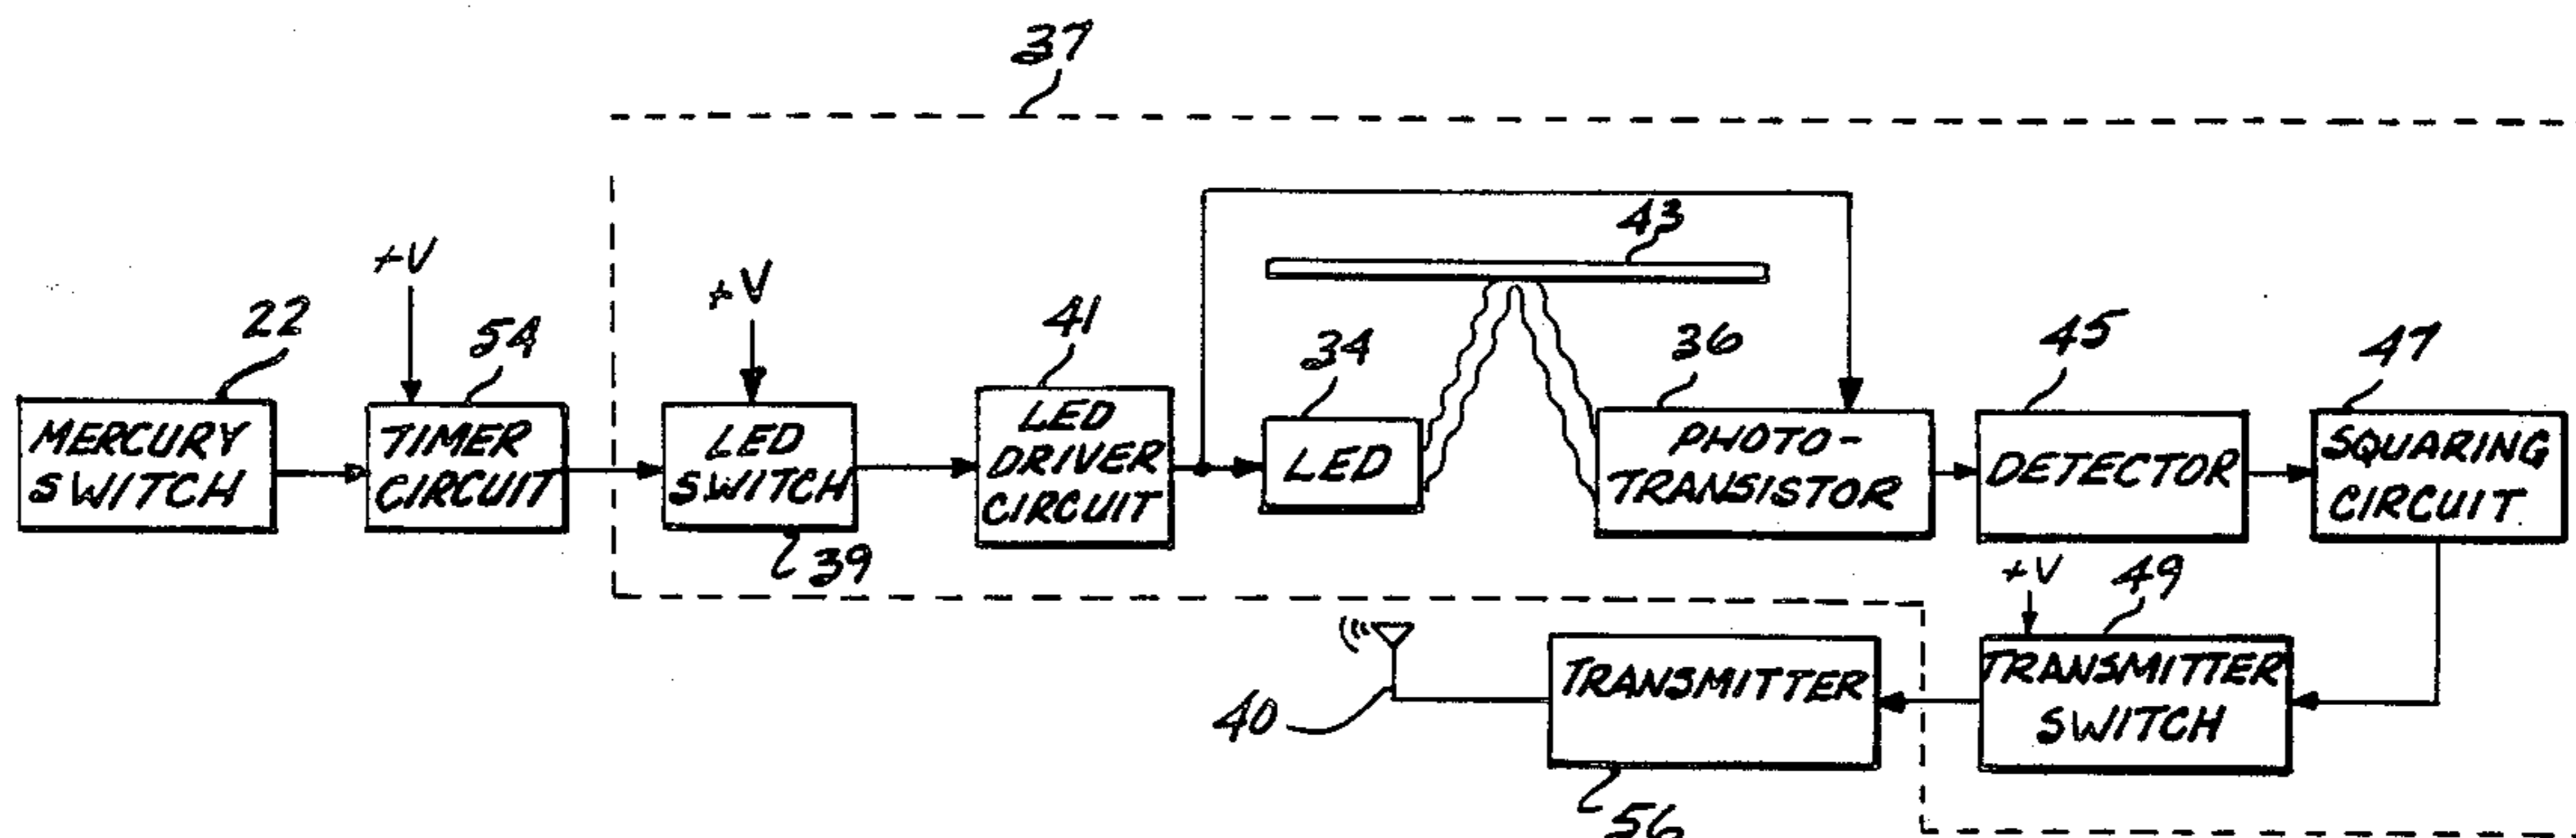 37
43
+V
+V
22
54
41
34
36
45
47
MERCURY
SWITCH
TIMER
CIRCUIT
LED
SWITCH
LED
DRIVER
CIRCUIT
LED
PHOTO-
TRANSISTOR
DETECTOR
SQUARING
CIRCUIT
39
+V
49
40
TRANSMITTER
TRANSMITTER
SWITCH
56